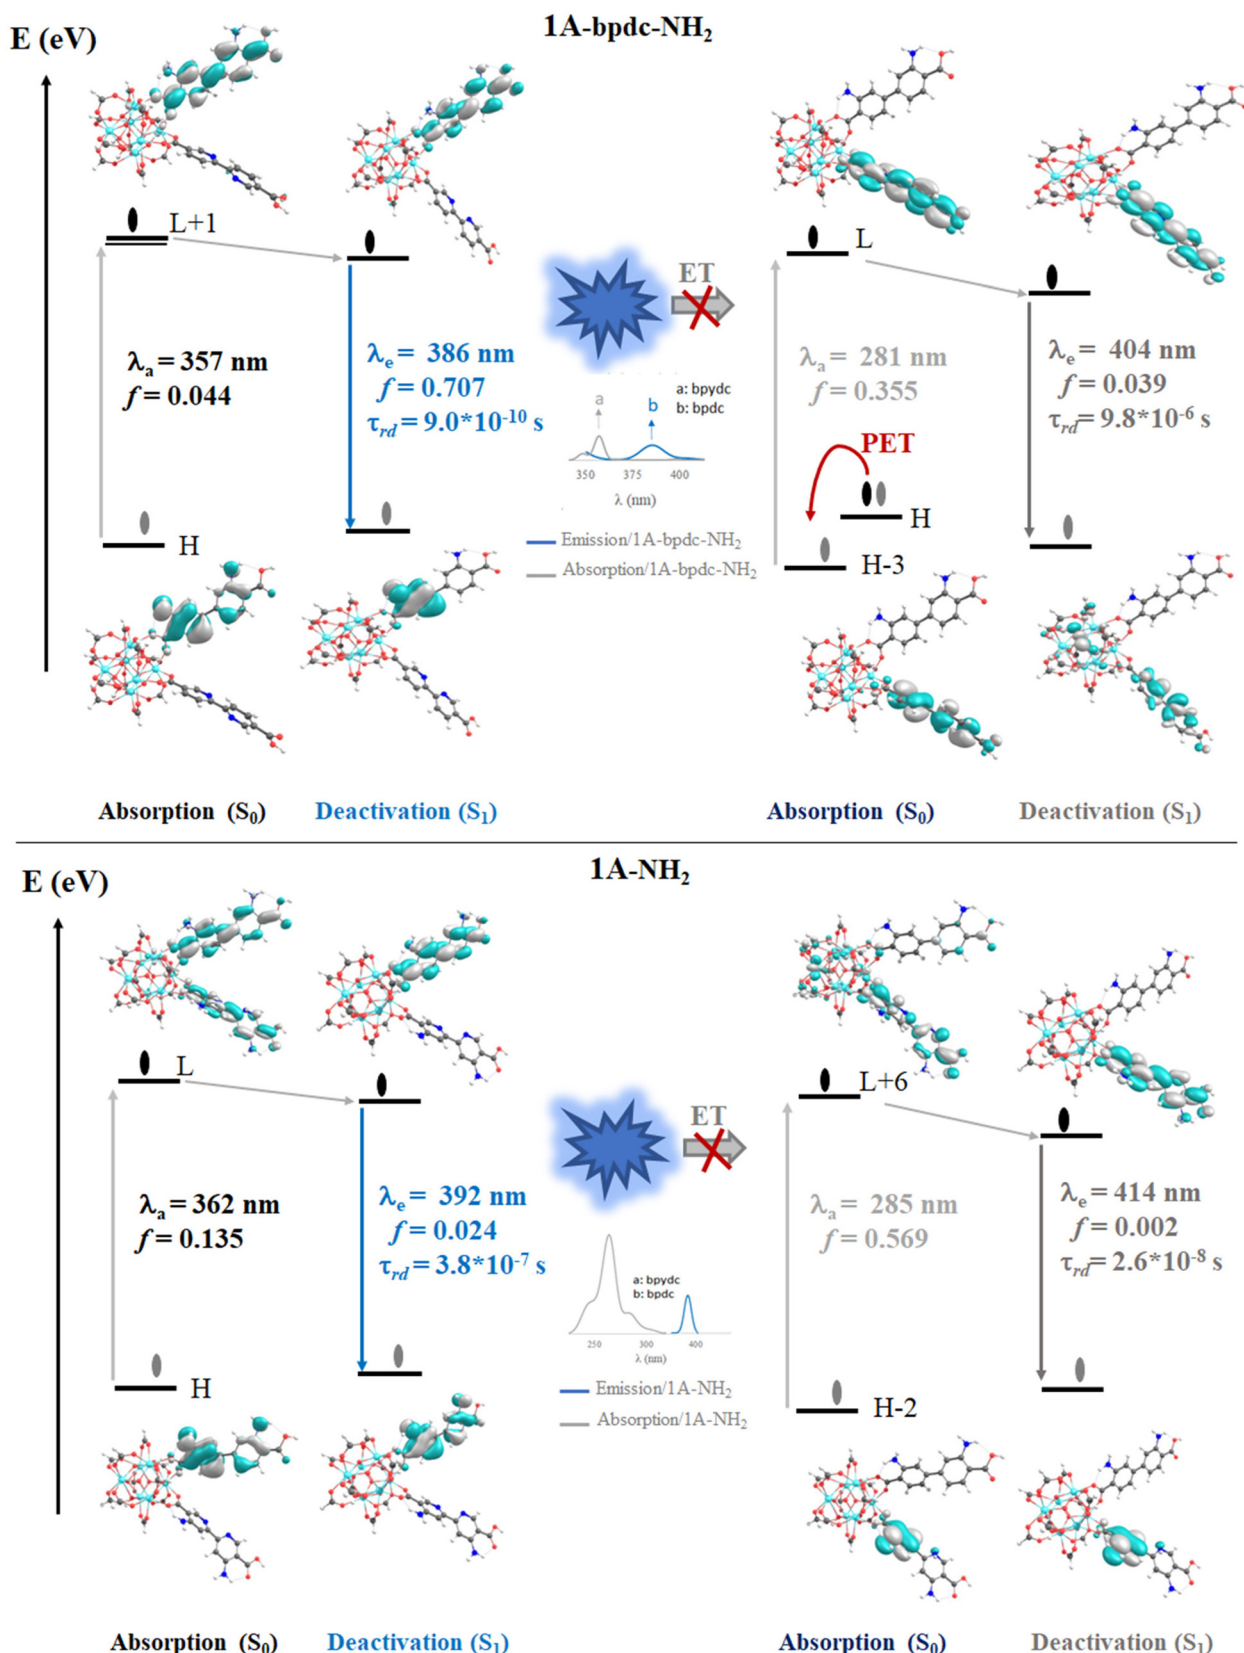 1A-bpdc-NH₂
E (eV)
L+1
λₐ = 357 nm
f = 0.044
H
λₑ = 386 nm
f = 0.707
τ_rd = 9.0*10⁻¹⁰ s
ET
a: bpydc
b: bpdc
a
b
350 375 400
λ (nm)
Emission/1A-bpdc-NH₂
Absorption/1A-bpdc-NH₂
L
λₐ = 281 nm
f = 0.355
PET
H
H-3
λₑ = 404 nm
f = 0.039
τ_rd = 9.8*10⁻⁶ s
Absorption (S₀) Deactivation (S₁) Absorption (S₀) Deactivation (S₁)
1A-NH₂
E (eV)
L
λₐ = 362 nm
f = 0.135
H
λₑ = 392 nm
f = 0.024
τ_rd = 3.8*10⁻⁷ s
ET
a: bpydc
b: bpdc
250 300 400
λ (nm)
Emission/1A-NH₂
Absorption/1A-NH₂
L+6
λₐ = 285 nm
f = 0.569
H-2
λₑ = 414 nm
f = 0.002
τ_rd = 2.6*10⁻⁸ s
Absorption (S₀) Deactivation (S₁) Absorption (S₀) Deactivation (S₁)